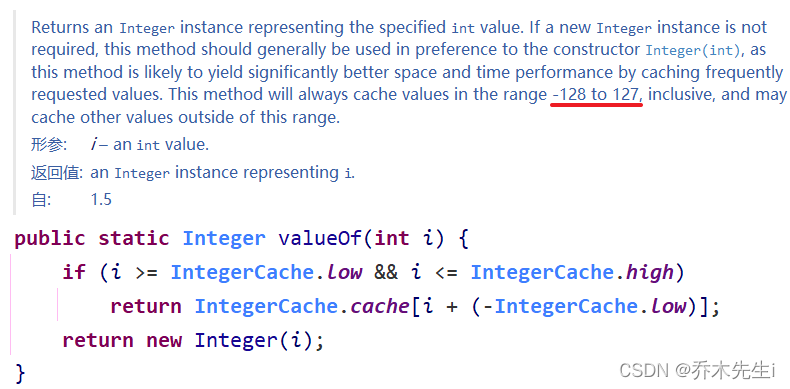 Returns an Integer instance representing the specified int value. If a new Integer instance is not
required, this method should generally be used in preference to the constructor Integer(int), as
this method is likely to yield significantly better space and time performance by caching frequently
requested values. This method will always cache values in the range -128 to 127, inclusive, and may
cache other values outside of this range.
形参: i – an int value.
返回值: an Integer instance representing i.
自: 1.5
public static Integer valueOf(int i) {
    if (i >= IntegerCache.low && i <= IntegerCache.high)
        return IntegerCache.cache[i + (-IntegerCache.low)];
    return new Integer(i);
}
CSDN @乔木先生i